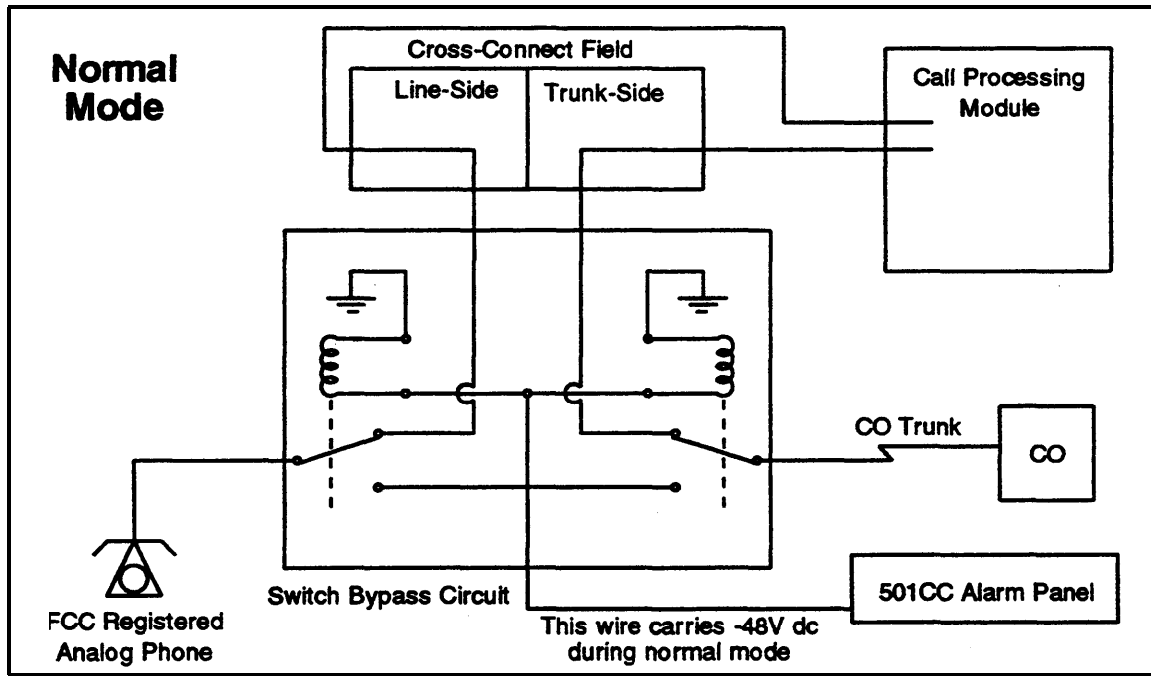 Normal
Mode
Cross-Connect Field
Line-Side
Trunk-Side
Call Processing
Module
CO Trunk
CO
Switch Bypass Circuit
501CC Alarm Panel
This wire carries -48V dc
during normal mode
FCC Registered
Analog Phone